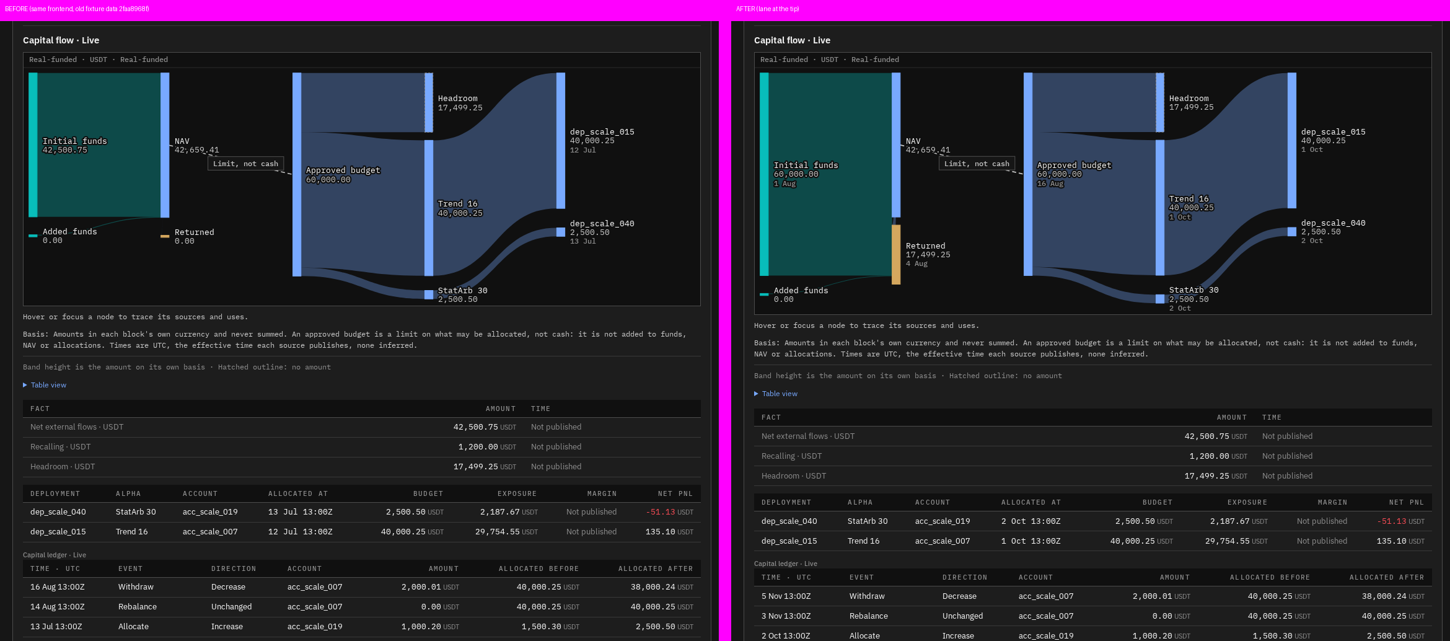 BEFORE (same frontend, old fixture data 2faa8968f)
Capital flow · Live
Real-funded · USDT · Real-funded
Initial funds
42,500.75
NAV
42,659.41
Limit, not cash
Added funds
0.00
Returned
0.00
Approved budget
60,000.00
Headroom
17,499.25
Trend 16
40,000.25
StatArb 30
2,500.50
dep_scale_015
40,000.25
12 Jul
dep_scale_040
2,500.50
13 Jul
Hover or focus a node to trace its sources and uses.
Basis: Amounts in each block's own currency and never summed. An approved budget is a limit on what may be allocated, not cash: it is not added to funds,
NAV or allocations. Times are UTC, the effective time each source publishes, none inferred.
Band height is the amount on its own basis · Hatched outline: no amount
▶ Table view
FACT AMOUNT TIME
Net external flows · USDT 42,500.75 USDT Not published
Recalling · USDT 1,200.00 USDT Not published
Headroom · USDT 17,499.25 USDT Not published
DEPLOYMENT ALPHA ACCOUNT ALLOCATED AT BUDGET EXPOSURE MARGIN NET PNL
dep_scale_040 StatArb 30 acc_scale_019 13 Jul 13:00Z 2,500.50 USDT 2,187.67 USDT Not published -51.13 USDT
dep_scale_015 Trend 16 acc_scale_007 12 Jul 13:00Z 40,000.25 USDT 29,754.55 USDT Not published 135.10 USDT
Capital ledger · Live
TIME · UTC EVENT DIRECTION ACCOUNT AMOUNT ALLOCATED BEFORE ALLOCATED AFTER
16 Aug 13:00Z Withdraw Decrease acc_scale_007 2,000.01 USDT 40,000.25 USDT 38,000.24 USDT
14 Aug 13:00Z Rebalance Unchanged acc_scale_007 0.00 USDT 40,000.25 USDT 40,000.25 USDT
13 Jul 13:00Z Allocate Increase acc_scale_019 1,000.20 USDT 1,500.30 USDT 2,500.50 USDT
AFTER (lane at the tip)
Capital flow · Live
Real-funded · USDT · Real-funded
Initial funds
60,000.00
1 Aug
NAV
42,659.41
Limit, not cash
Added funds
0.00
Returned
17,499.25
4 Aug
Approved budget
60,000.00
16 Aug
Headroom
17,499.25
Trend 16
40,000.25
1 Oct
StatArb 30
2,500.50
2 Oct
dep_scale_015
40,000.25
1 Oct
dep_scale_040
2,500.50
2 Oct
Hover or focus a node to trace its sources and uses.
Basis: Amounts in each block's own currency and never summed. An approved budget is a limit on what may be allocated, not cash: it is not added to funds,
NAV or allocations. Times are UTC, the effective time each source publishes, none inferred.
Band height is the amount on its own basis · Hatched outline: no amount
▶ Table view
FACT AMOUNT TIME
Net external flows · USDT 42,500.75 USDT Not published
Recalling · USDT 1,200.00 USDT Not published
Headroom · USDT 17,499.25 USDT Not published
DEPLOYMENT ALPHA ACCOUNT ALLOCATED AT BUDGET EXPOSURE MARGIN NET PNL
dep_scale_040 StatArb 30 acc_scale_019 2 Oct 13:00Z 2,500.50 USDT 2,187.67 USDT Not published -51.13 USDT
dep_scale_015 Trend 16 acc_scale_007 1 Oct 13:00Z 40,000.25 USDT 29,754.55 USDT Not published 135.10 USDT
Capital ledger · Live
TIME · UTC EVENT DIRECTION ACCOUNT AMOUNT ALLOCATED BEFORE ALLOCATED AFTER
5 Nov 13:00Z Withdraw Decrease acc_scale_007 2,000.01 USDT 40,000.25 USDT 38,000.24 USDT
3 Nov 13:00Z Rebalance Unchanged acc_scale_007 0.00 USDT 40,000.25 USDT 40,000.25 USDT
2 Oct 13:00Z Allocate Increase acc_scale_019 1,000.20 USDT 1,500.30 USDT 2,500.50 USDT